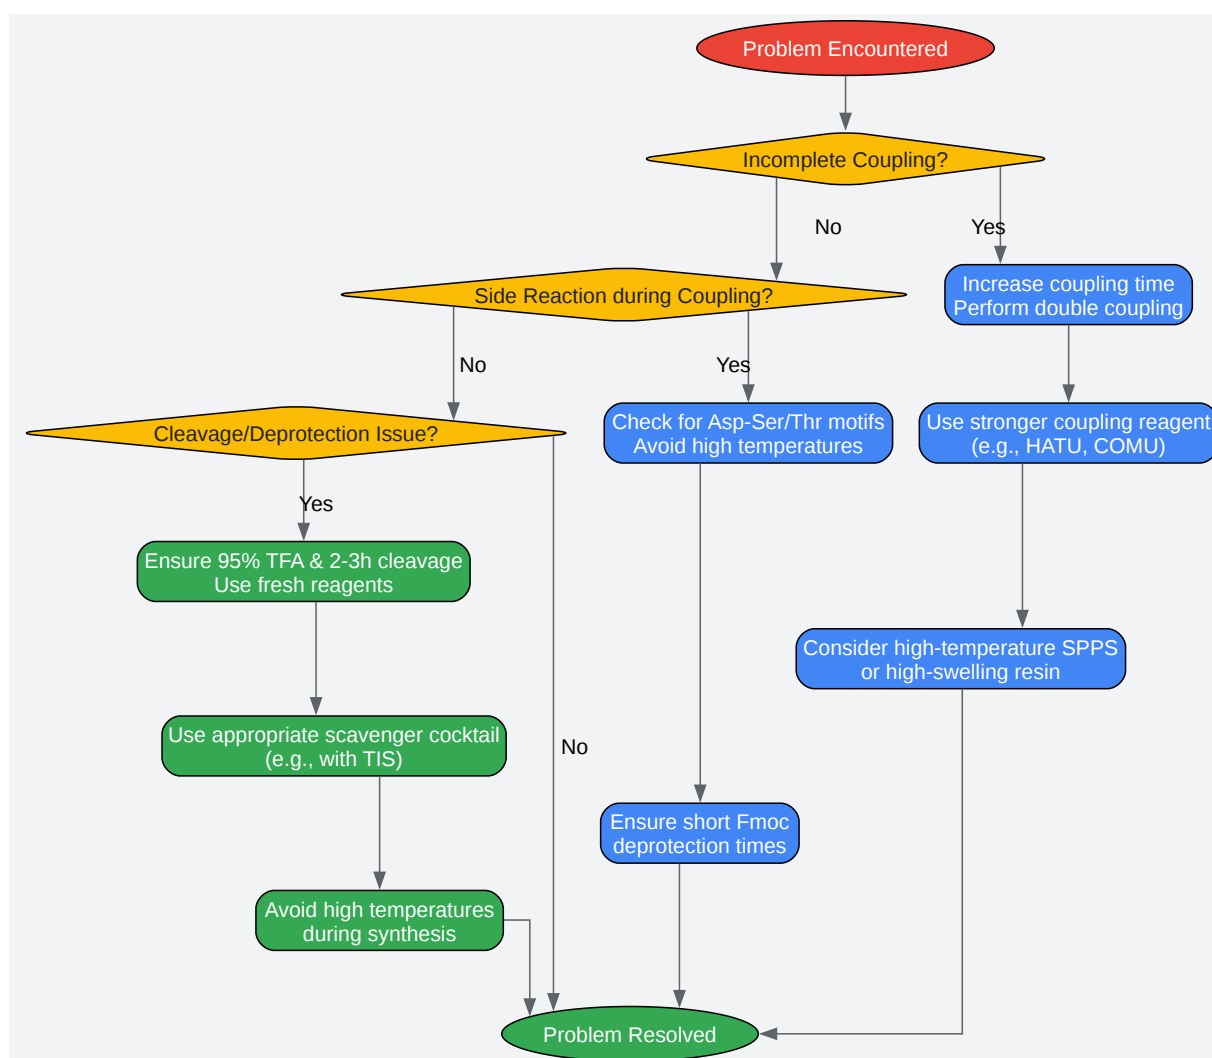 Problem Encountered
Incomplete Coupling?
No
Yes
Increase coupling time
Perform double coupling
Side Reaction during Coupling?
No
Yes
Check for Asp-Ser/Thr motifs
Avoid high temperatures
Use stronger coupling reagent
(e.g., HATU, COMU)
Cleavage/Deprotection Issue?
Yes
Ensure 95% TFA & 2-3h cleavage
Use fresh reagents
Consider high-temperature SPPS
or high-swelling resin
Use appropriate scavenger cocktail
(e.g., with TIS)
No
Ensure short Fmoc
deprotection times
Avoid high temperatures
during synthesis
Problem Resolved